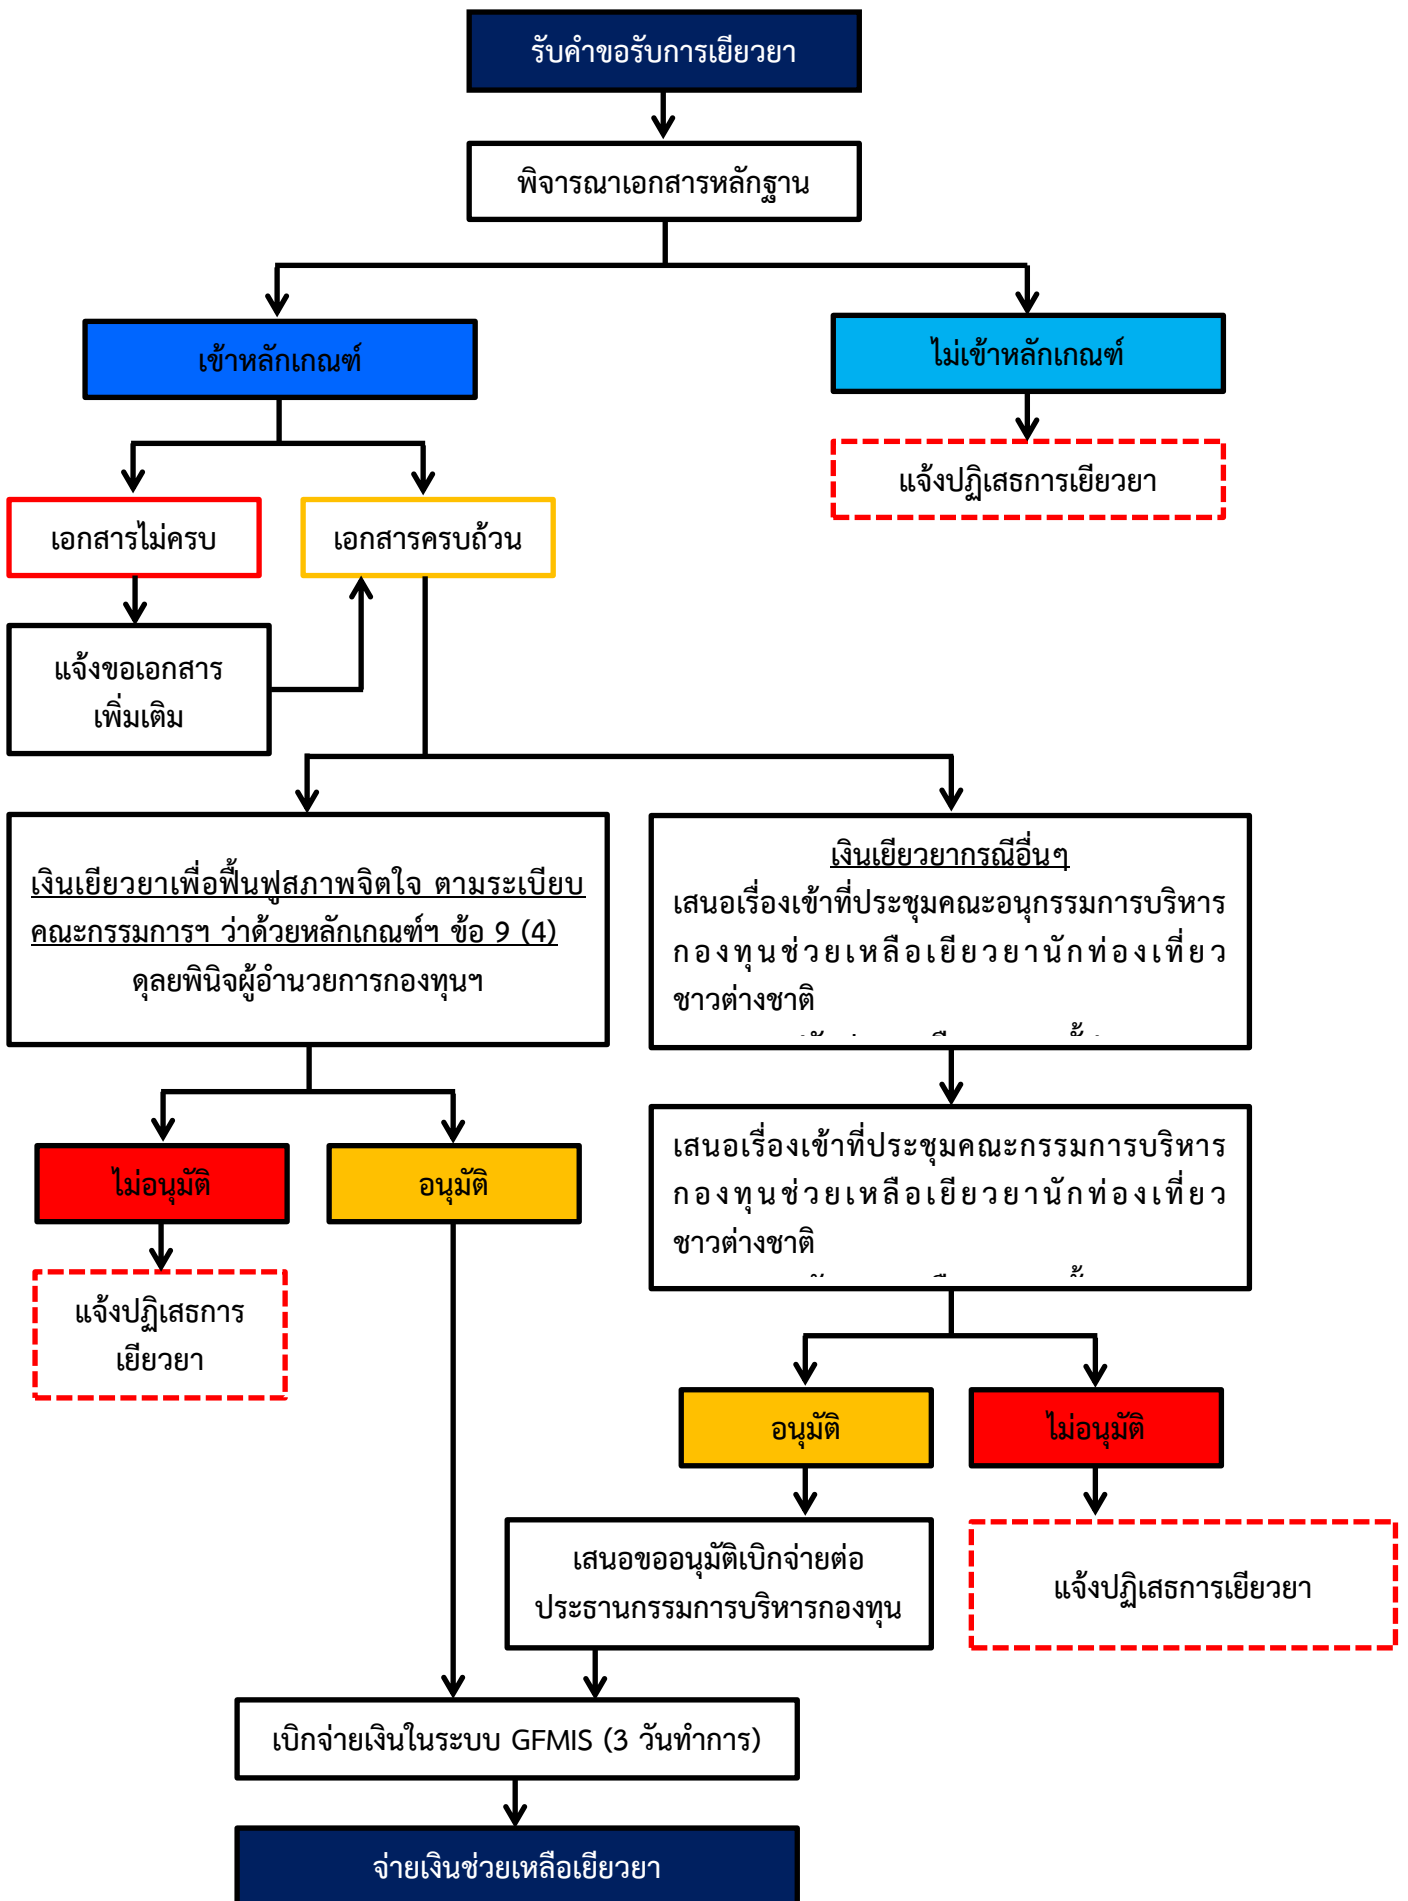 รับคำขอรับการเยียวยา
พิจารณาเอกสารหลักฐาน
เข้าหลักเกณฑ์
ไม่เข้าหลักเกณฑ์
แจ้งปฏิเสธการเยียวยา
เอกสารไม่ครบ
เอกสารครบถ้วน
แจ้งขอเอกสาร
เพิ่มเติม
เงินเยียวยาเพื่อฟื้นฟูสภาพจิตใจ ตามระเบียบ
คณะกรรมการฯ ว่าด้วยหลักเกณฑ์ฯ ข้อ 9 (4)
ดุลยพินิจผู้อำนวยการกองทุนฯ
เงินเยียวยากรณีอื่นๆ
เสนอเรื่องเข้าที่ประชุมคณะอนุกรรมการบริหาร
กองทุนช่วยเหลือเยียวยานักท่องเที่ยว
ชาวต่างชาติ
เสนอเรื่องเข้าที่ประชุมคณะกรรมการบริหาร
กองทุนช่วยเหลือเยียวยานักท่องเที่ยว
ชาวต่างชาติ
ไม่อนุมัติ
อนุมัติ
แจ้งปฏิเสธการ
เยียวยา
อนุมัติ
ไม่อนุมัติ
เสนอขออนุมัติเบิกจ่ายต่อ
ประธานกรรมการบริหารกองทุน
แจ้งปฏิเสธการเยียวยา
เบิกจ่ายเงินในระบบ GFMIS (3 วันทำการ)
จ่ายเงินช่วยเหลือเยียวยา